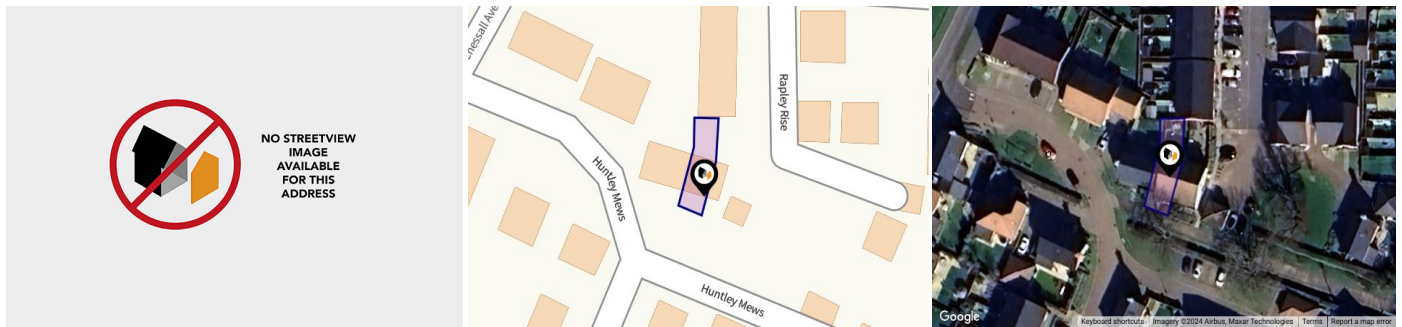 NO STREETVIEW
IMAGE
AVAILABLE
FOR THIS
ADDRESS
Rapley Rise
Huntley Mews
Huntley Mews
Google
Keyboard shortcuts
Imagery ©2024 Airbus, Maxar Technologies
Terms
Report a map error